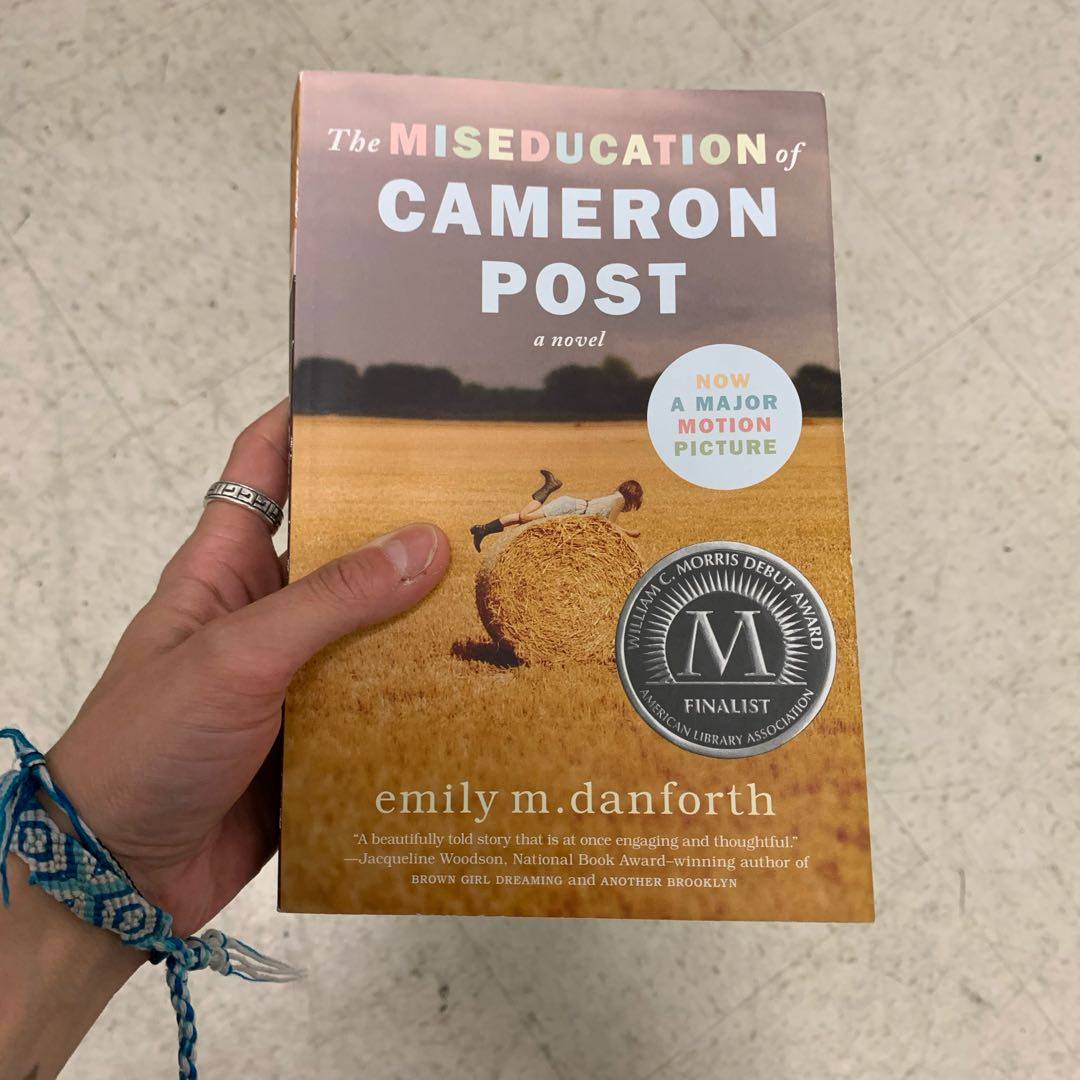 The MISEDUCATION of
CAMERON
POST
a novel
NOW
A MAJOR
MOTION
PICTURE
WILLIAM C. MORRIS DEBUT AWARD
M
FINALIST
AMERICAN LIBRARY ASSOCIATION
emily m. danforth
“A beautifully told story that is at once engaging and thoughtful.”
—Jacqueline Woodson, National Book Award–winning author of
BROWN GIRL DREAMING and ANOTHER BROOKLYN